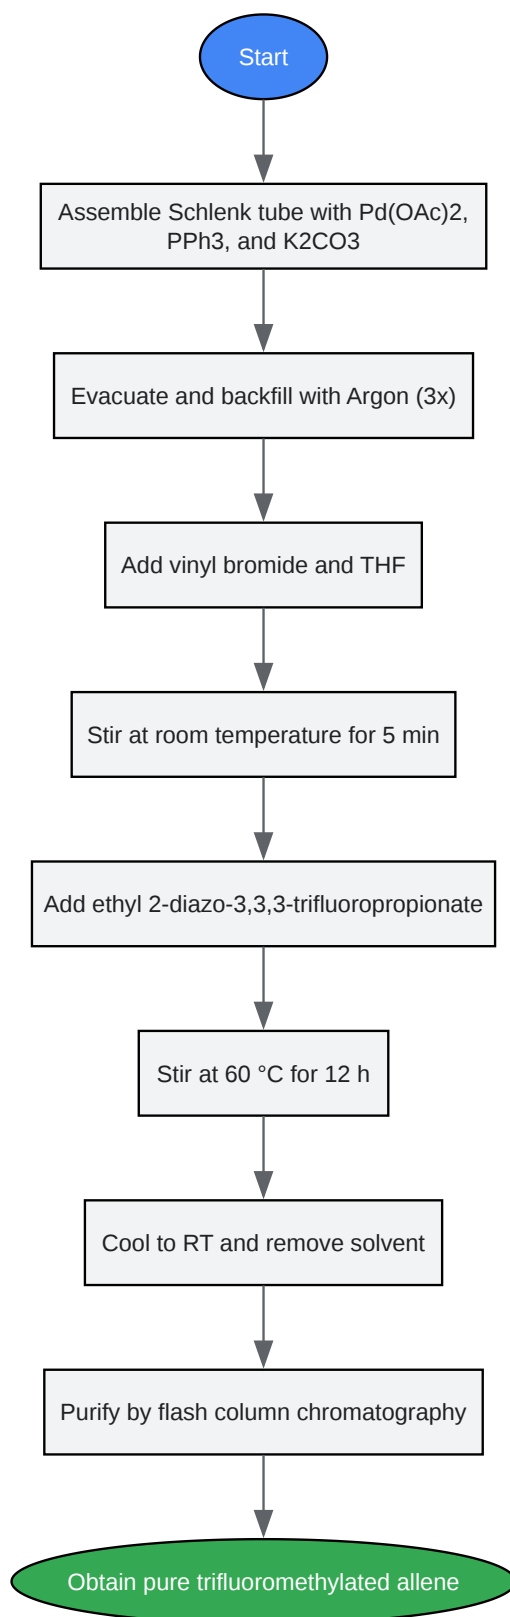 Start
Assemble Schlenk tube with Pd(OAc)2,
PPh3, and K2CO3
Evacuate and backfill with Argon (3x)
Add vinyl bromide and THF
Stir at room temperature for 5 min
Add ethyl 2-diazo-3,3,3-trifluoropropionate
Stir at 60 °C for 12 h
Cool to RT and remove solvent
Purify by flash column chromatography
Obtain pure trifluoromethylated allene